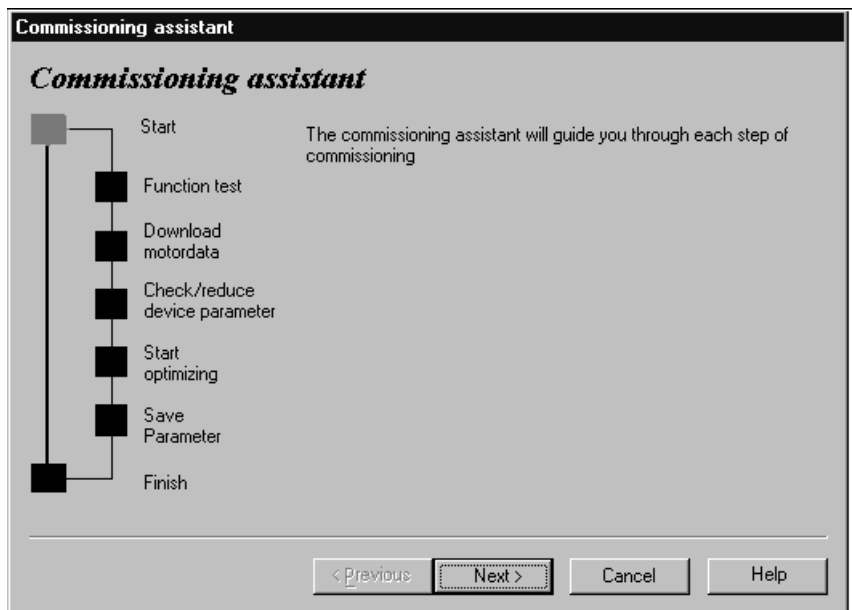 Commissioning assistant
Commissioning assistant
Start
The commissioning assistant will guide you through each step of
commissioning
Function test
Download
motordata
Check/reduce
device parameter
Start
optimizing
Save
Parameter
Finish
< Previous
Next >
Cancel
Help